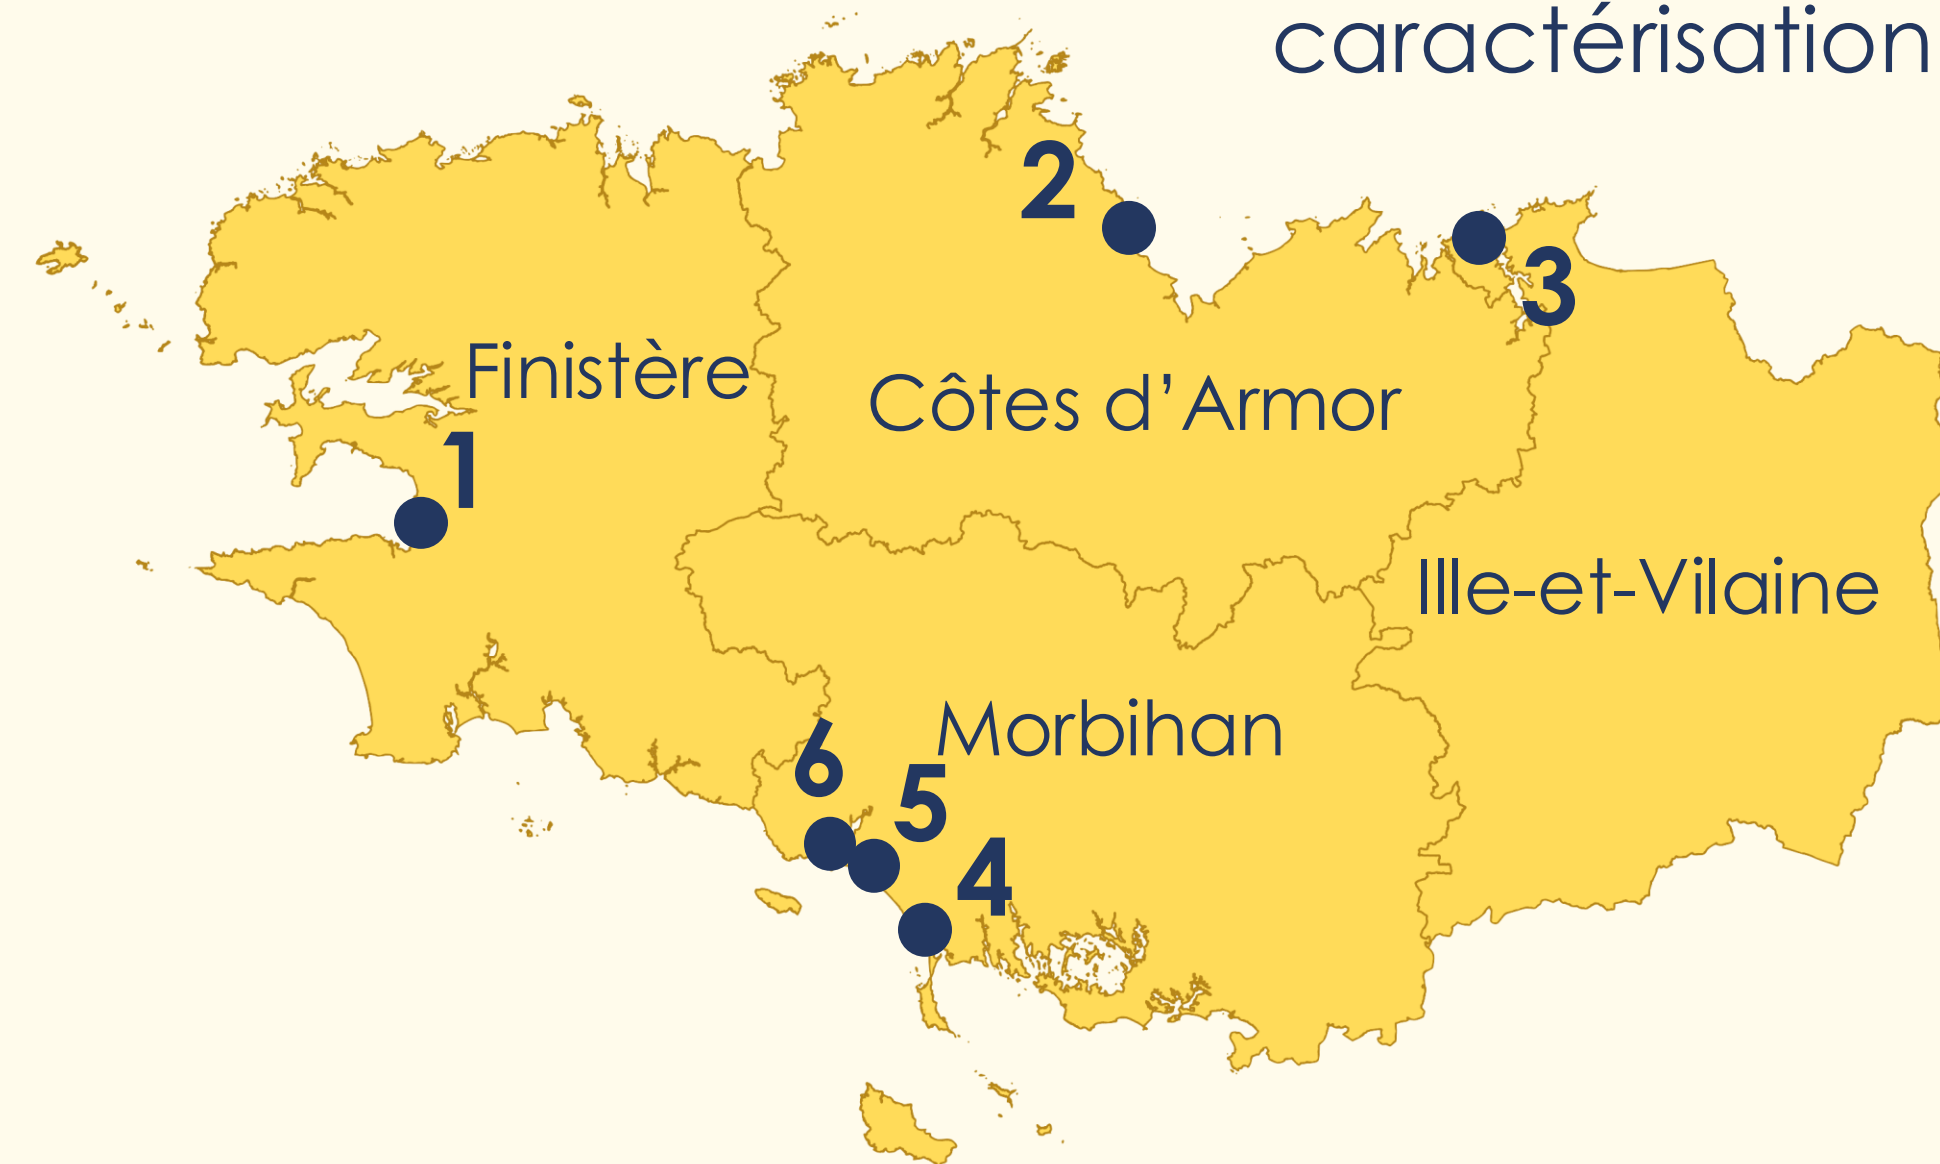 caractérisation
2
3
Finistère
Côtes d’Armor
1
Ille-et-Vilaine
Morbihan
6
5
4